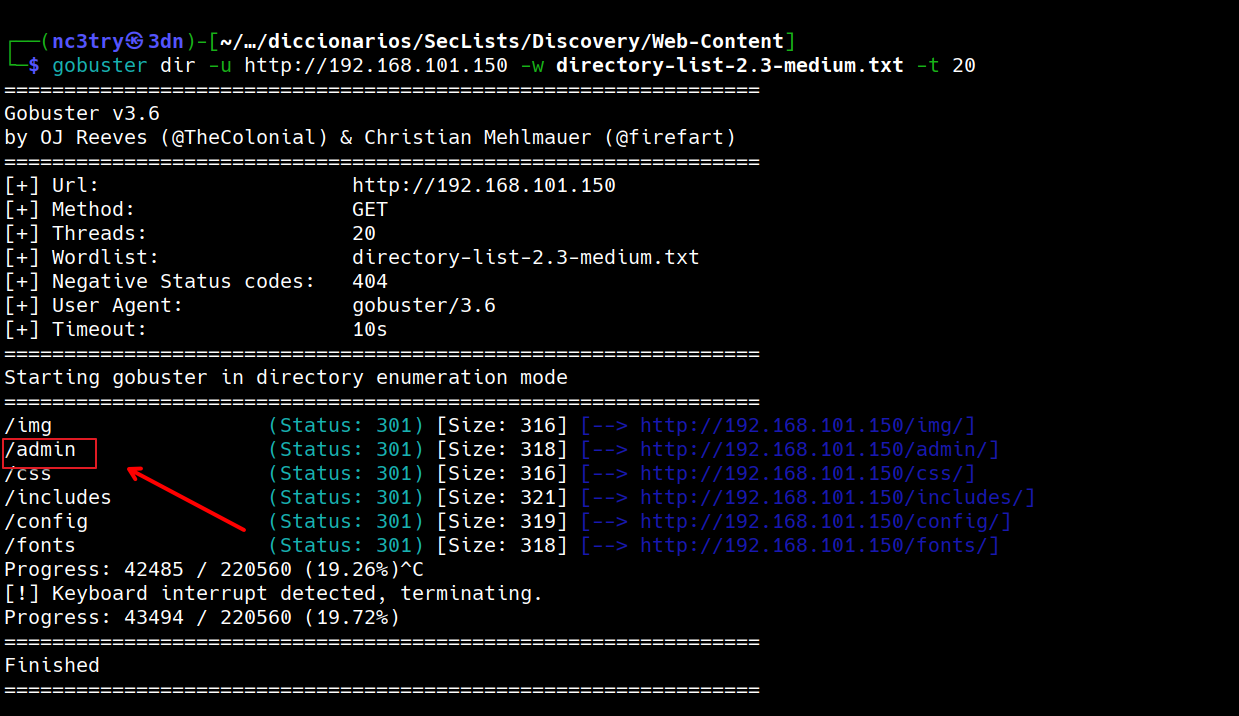 ┌──(nc3try㉿3dn)-[~/…/diccionarios/SecLists/Discovery/Web-Content]
└─$ gobuster dir -u http://192.168.101.150 -w directory-list-2.3-medium.txt -t 20
===============================================================
Gobuster v3.6
by OJ Reeves (@TheColonial) & Christian Mehlmauer (@firefart)
===============================================================
[+] Url:                     http://192.168.101.150
[+] Method:                  GET
[+] Threads:                 20
[+] Wordlist:                directory-list-2.3-medium.txt
[+] Negative Status codes:   404
[+] User Agent:              gobuster/3.6
[+] Timeout:                 10s
===============================================================
Starting gobuster in directory enumeration mode
===============================================================
/img                  (Status: 301) [Size: 316] [--> http://192.168.101.150/img/]
/admin                (Status: 301) [Size: 318] [--> http://192.168.101.150/admin/]
/css                  (Status: 301) [Size: 316] [--> http://192.168.101.150/css/]
/includes             (Status: 301) [Size: 321] [--> http://192.168.101.150/includes/]
/config               (Status: 301) [Size: 319] [--> http://192.168.101.150/config/]
/fonts                (Status: 301) [Size: 318] [--> http://192.168.101.150/fonts/]
Progress: 42485 / 220560 (19.26%)^C
[!] Keyboard interrupt detected, terminating.
Progress: 43494 / 220560 (19.72%)
===============================================================
Finished
===============================================================